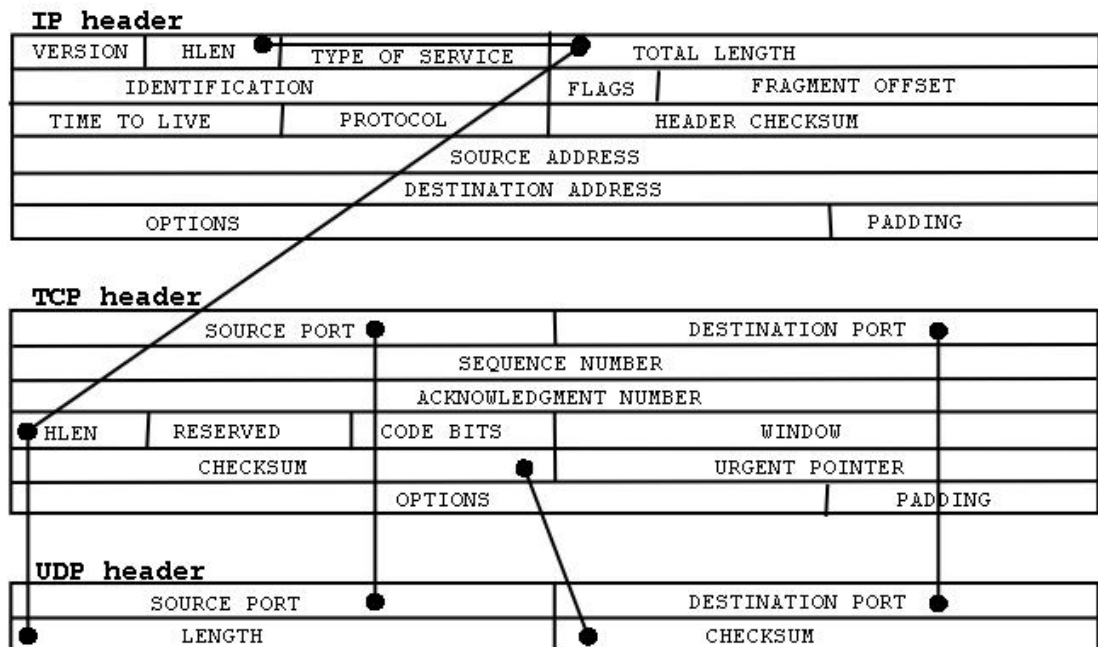 IP header
VERSION HLEN TYPE OF SERVICE TOTAL LENGTH
IDENTIFICATION FLAGS FRAGMENT OFFSET
TIME TO LIVE PROTOCOL HEADER CHECKSUM
SOURCE ADDRESS
DESTINATION ADDRESS
OPTIONS PADDING
TCP header
SOURCE PORT DESTINATION PORT
SEQUENCE NUMBER
ACKNOWLEDGMENT NUMBER
HLEN RESERVED CODE BITS WINDOW
CHECKSUM URGENT POINTER
OPTIONS PADDING
UDP header
SOURCE PORT DESTINATION PORT
LENGTH CHECKSUM